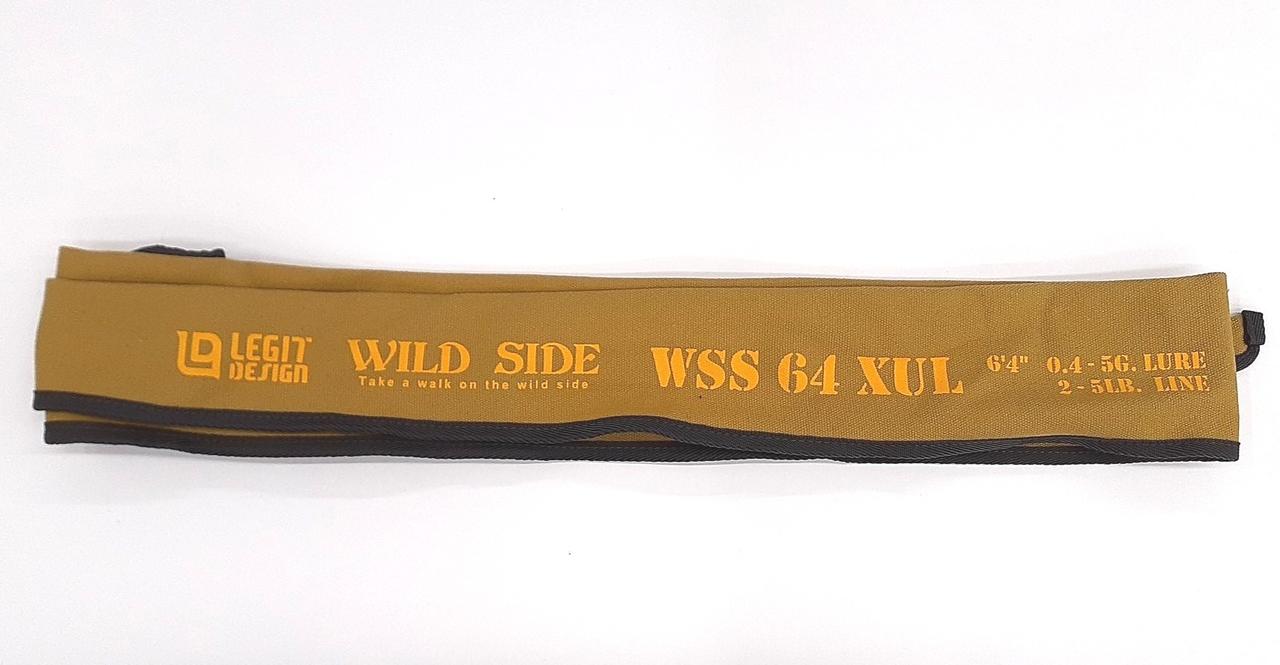 LEGIT DESIGN
WILD SIDE
Take a walk on the wild side
WSS 64 XUL
6'4" 0.4 - 5G. LURE
2 - 5LB. LINE